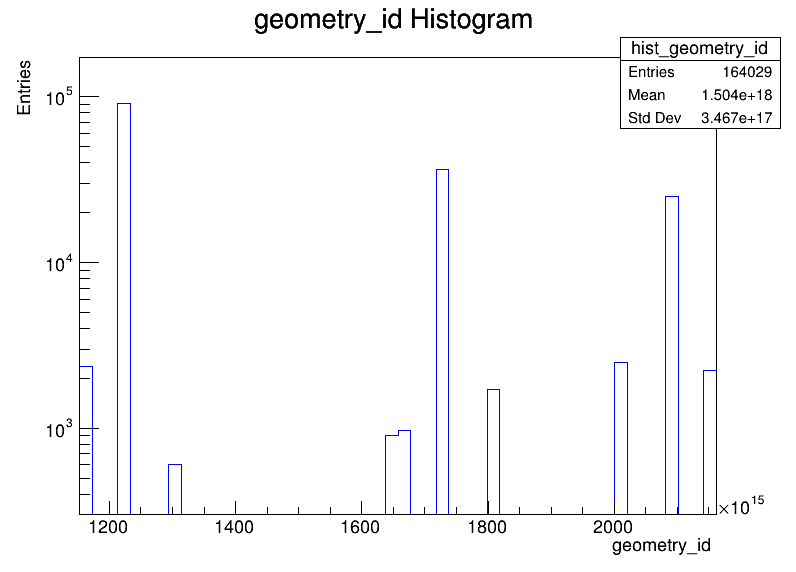 geometry_id Histogram
hist_geometry_id
Entries 164029
Mean 1.504e+18
Std Dev 3.467e+17
Entries
10^5
10^4
10^3
1200 1400 1600 1800 2000
×10^15
geometry_id